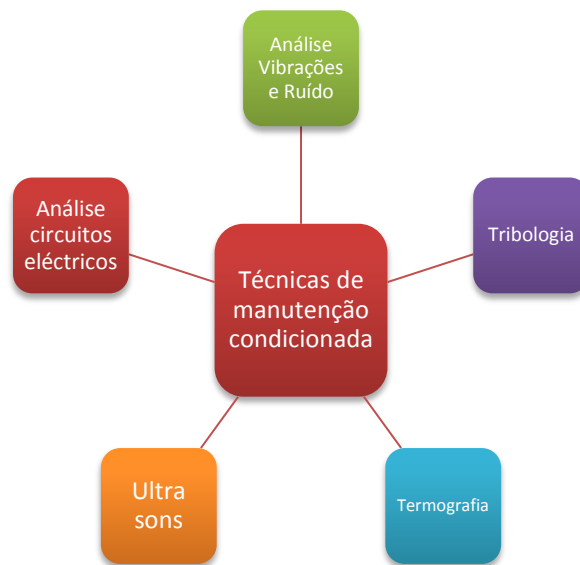 Análise
Vibrações
e Ruído
Análise
circuitos
eléctricos
Tribologia
Técnicas de
manutenção
condicionada
Ultra
sons
Termografia